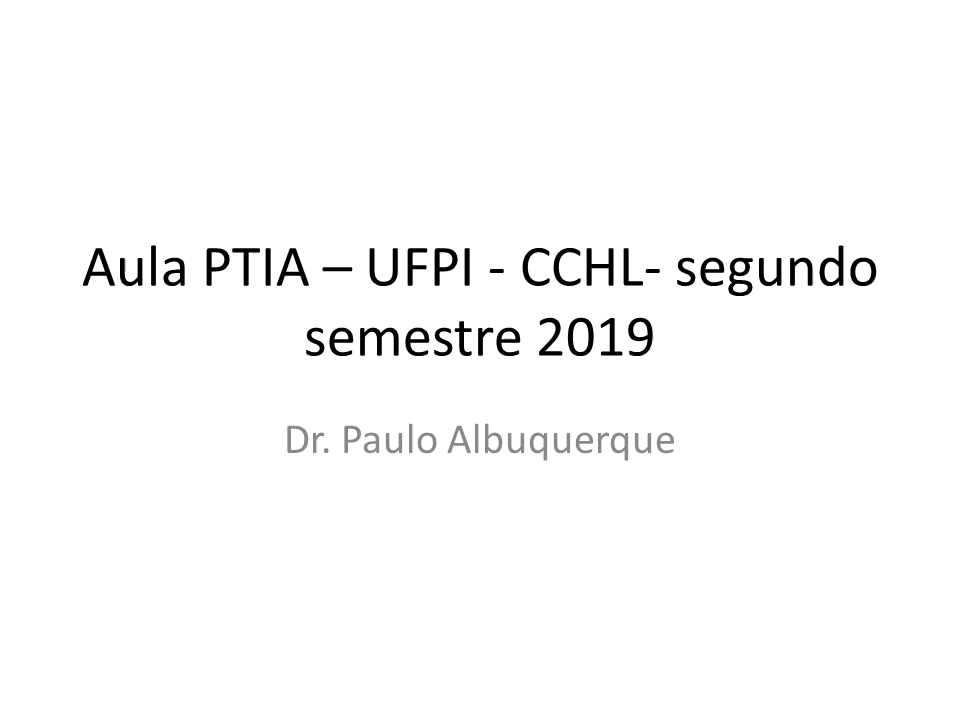 Aula PTIA – UFPI - CCHL- segundo
semestre 2019
Dr. Paulo Albuquerque